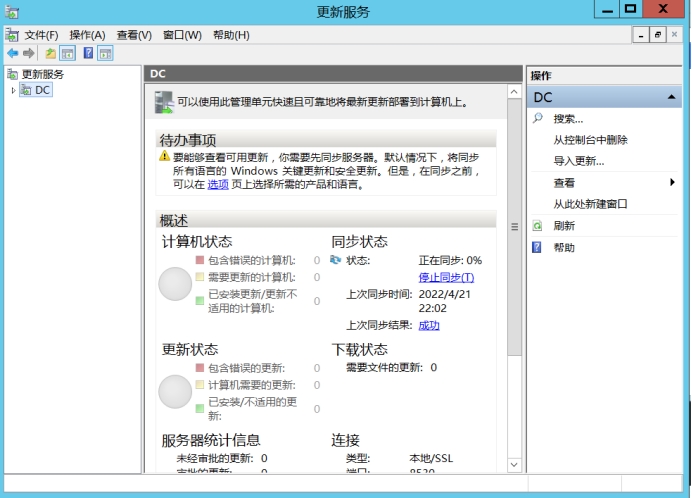 更新服务
文件(F) 操作(A) 查看(V) 窗口(W) 帮助(H)
更新服务
DC
DC
可以使用此管理单元快速且可靠地将最新更新部署到计算机上。
待办事项
要能够查看可用更新，你需要先同步服务器。默认情况下，将同步
所有语言的 Windows 关键更新和安全更新。但是，在同步之前，
可以在 选项 页上选择所需的产品和语言。
概述
计算机状态
包含错误的计算机: 0
需要更新的计算机: 0
已安装更新/更新不
适用的计算机: 0
同步状态
状态: 正在同步: 0%
停止同步(T)
上次同步时间: 2022/4/21
22:02
上次同步结果: 成功
更新状态
包含错误的更新: 0
计算机需要的更新: 0
已安装/不适用的更
新: 0
下载状态
需要文件的更新: 0
服务器统计信息
未经审批的更新: 0
审批的更新: 0
连接
类型: 本地/SSL
端口: 8530
操作
DC
搜索...
从控制台中删除
导入更新...
查看
从此处新建窗口
刷新
帮助